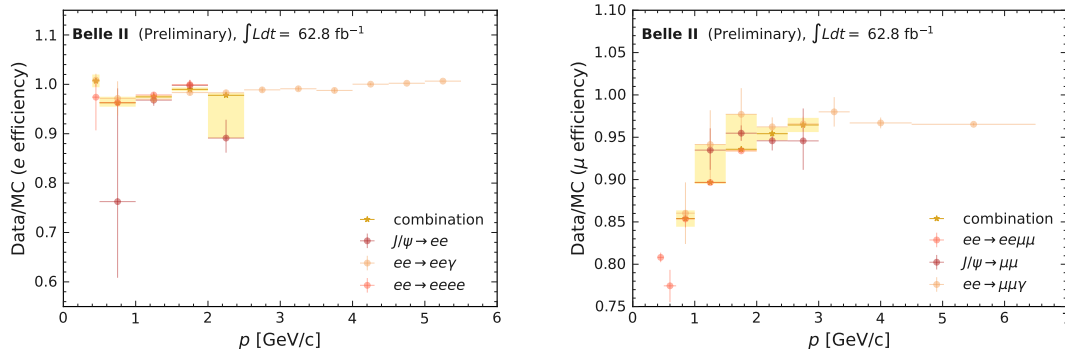 Belle II (Preliminary), ∫Ldt = 62.8 fb⁻¹
Data/MC (e efficiency)
1.1
1.0
0.9
0.8
0.7
0.6
combination
J/ψ→ee
ee→eeγ
ee→eeee
0 1 2 3 4 5 6
p [GeV/c]
Belle II (Preliminary), ∫Ldt = 62.8 fb⁻¹
Data/MC (μ efficiency)
1.10
1.05
1.00
0.95
0.90
0.85
0.80
0.75
combination
ee→eeμμ
J/ψ→μμ
ee→μμγ
0 1 2 3 4 5 6 7
p [GeV/c]